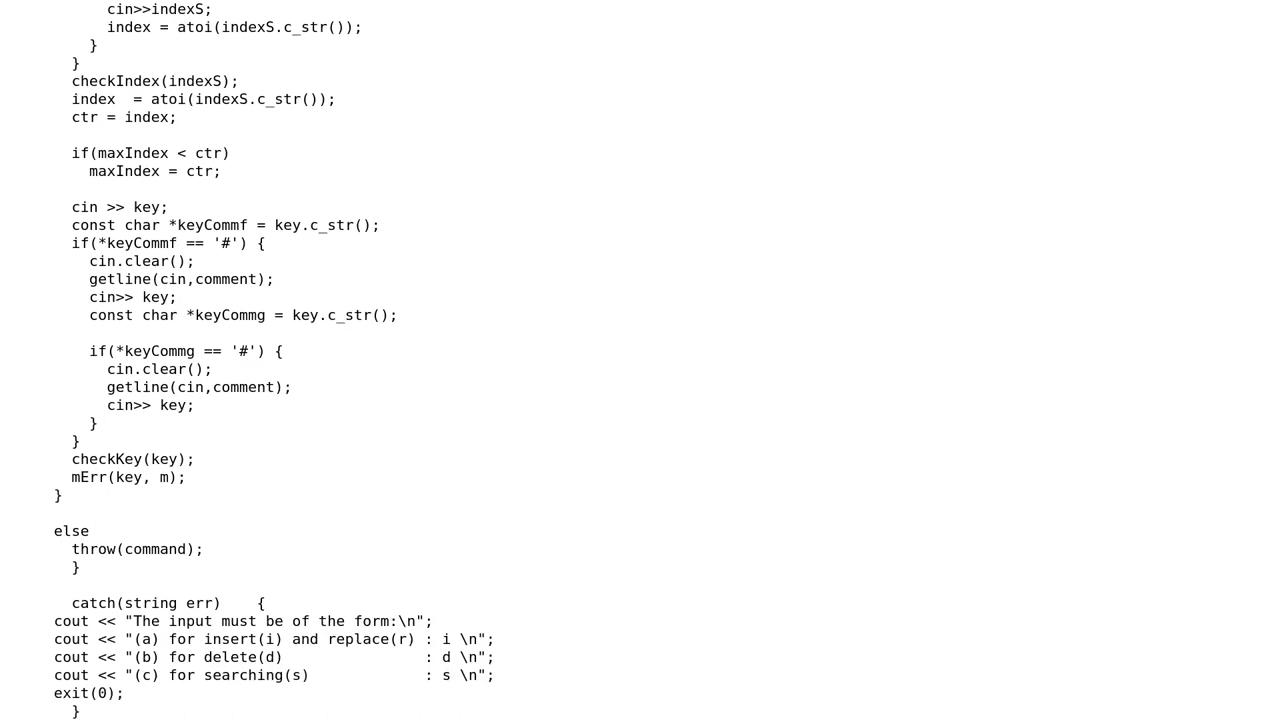 cin>>indexS;
index = atoi(indexS.c_str());
}
}
checkIndex(indexS);
index  = atoi(indexS.c_str());
ctr = index;
if(maxIndex < ctr)
maxIndex = ctr;
cin >> key;
const char *keyCommf = key.c_str();
if(*keyCommf == '#') {
cin.clear();
getline(cin,comment);
cin>> key;
const char *keyCommg = key.c_str();
if(*keyCommg == '#') {
cin.clear();
getline(cin,comment);
cin>> key;
}
}
checkKey(key);
mErr(key, m);
}
else
throw(command);
}
catch(string err)    {
cout << "The input must be of the form:\n";
cout << "(a) for insert(i) and replace(r) : i \n";
cout << "(b) for delete(d)                : d \n";
cout << "(c) for searching(s)             : s \n";
exit(0);
}